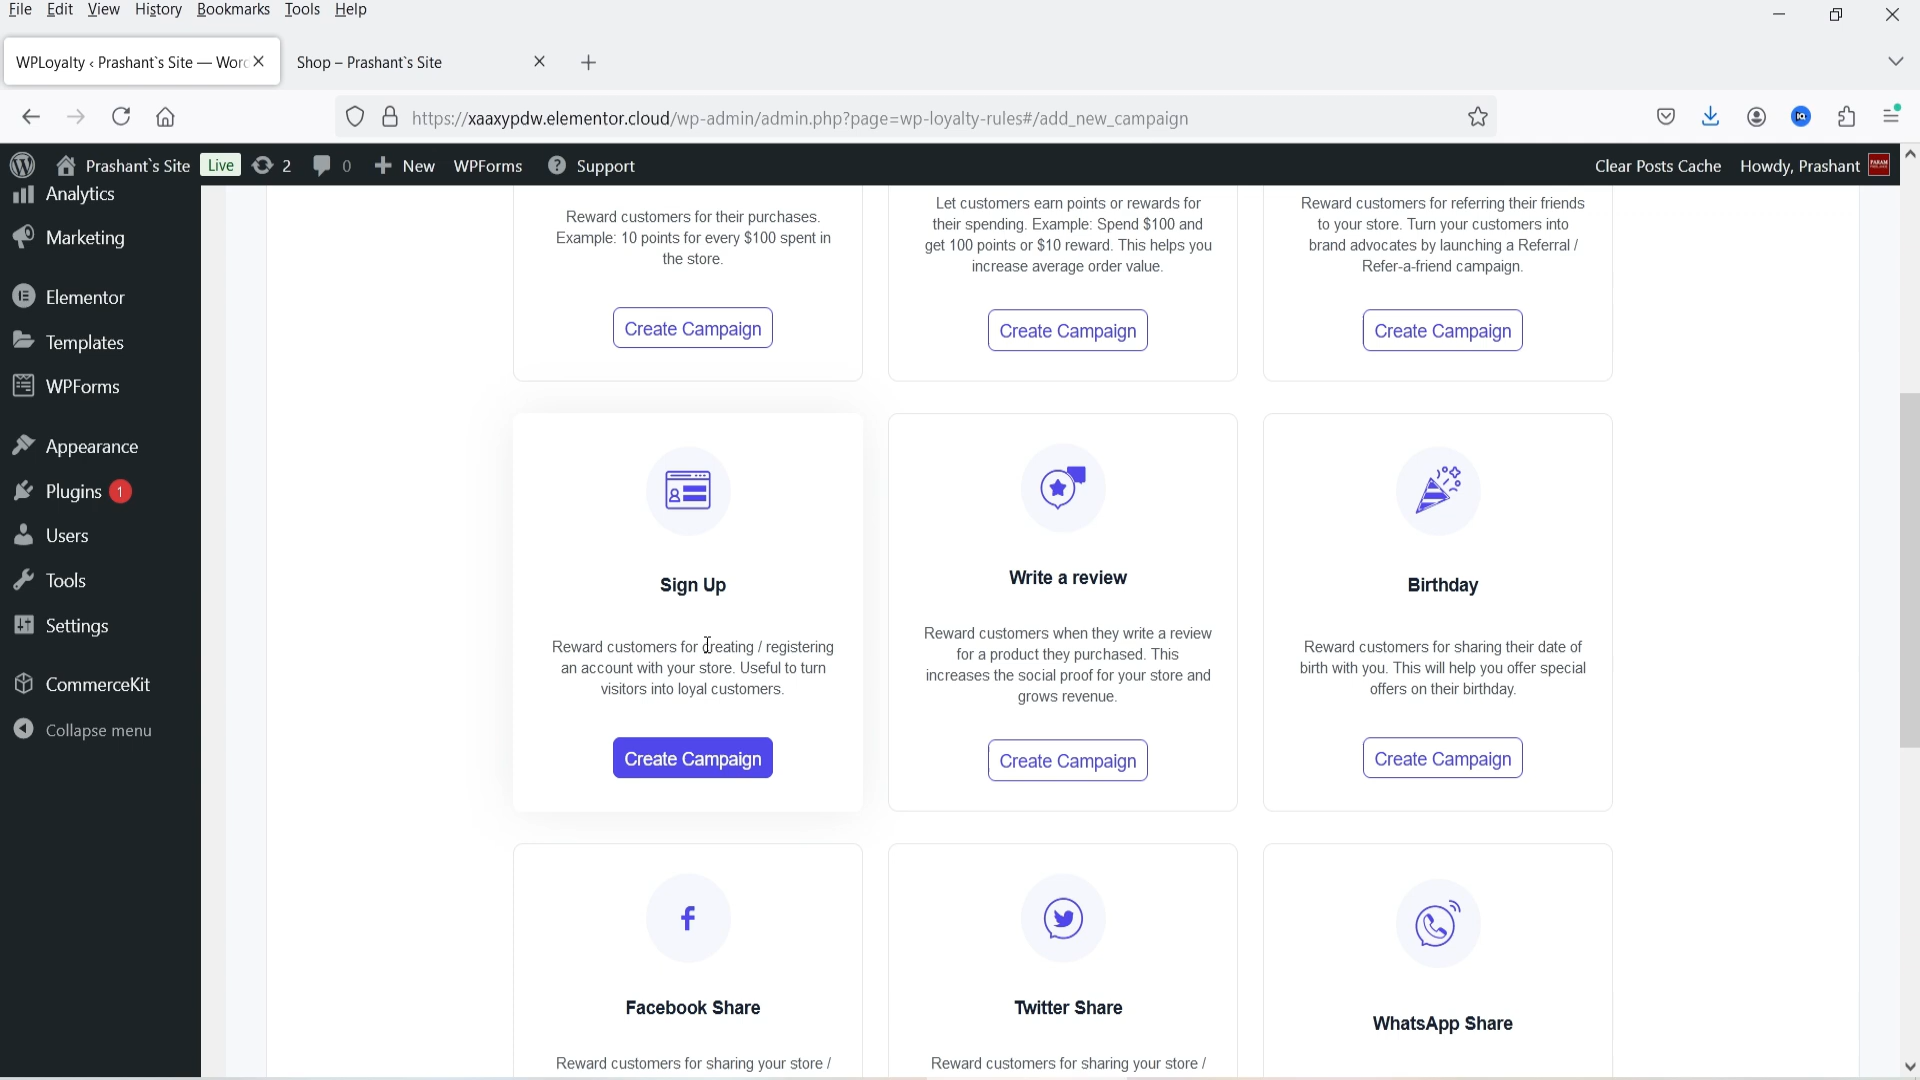 File Edit View History Bookmarks Tools Help
WPLoyalty ‹ Prashant`s Site — Word
Shop – Prashant`s Site
https://xaaxypdw.elementor.cloud/wp-admin/admin.php?page=wp-loyalty-rules#/add_new_campaign
Prashant`s Site Live 2 0 New WPForms Support Clear Posts Cache Howdy, Prashant
Analytics
Marketing
Elementor
Templates
WPForms
Appearance
Plugins 1
Users
Tools
Settings
CommerceKit
Collapse menu
Reward customers for their purchases.
Example: 10 points for every $100 spent in
the store.
Create Campaign
Let customers earn points or rewards for
their spending. Example: Spend $100 and
get 100 points or $10 reward. This helps you
increase average order value.
Create Campaign
Reward customers for referring their friends
to your store. Turn your customers into
brand advocates by launching a Referral /
Refer-a-friend campaign.
Create Campaign
Sign Up
Reward customers for creating / registering
an account with your store. Useful to turn
visitors into loyal customers.
Create Campaign
Write a review
Reward customers when they write a review
for a product they purchased. This
increases the social proof for your store and
grows revenue.
Create Campaign
Birthday
Reward customers for sharing their date of
birth with you. This will help you offer special
offers on their birthday.
Create Campaign
Facebook Share
Reward customers for sharing your store /
Twitter Share
Reward customers for sharing your store /
WhatsApp Share